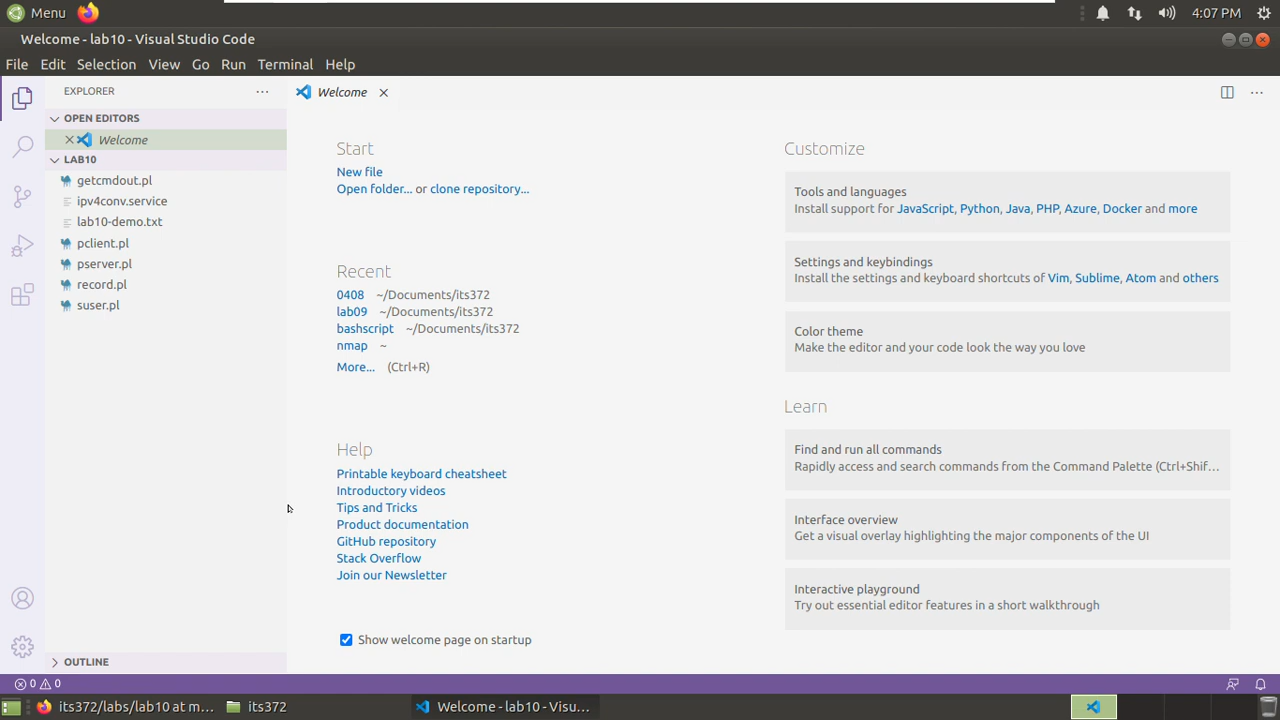 Menu
4:07 PM
Welcome - lab10 - Visual Studio Code
File Edit Selection View Go Run Terminal Help
EXPLORER
OPEN EDITORS
Welcome
LAB10
getcmdout.pl
ipv4conv.service
lab10-demo.txt
pclient.pl
pserver.pl
record.pl
suser.pl
OUTLINE
Welcome
Start
New file
Open folder... or clone repository...
Recent
0408 ~/Documents/its372
lab09 ~/Documents/its372
bashscript ~/Documents/its372
nmap ~
More... (Ctrl+R)
Help
Printable keyboard cheatsheet
Introductory videos
Tips and Tricks
Product documentation
GitHub repository
Stack Overflow
Join our Newsletter
Show welcome page on startup
Customize
Tools and languages
Install support for JavaScript, Python, Java, PHP, Azure, Docker and more
Settings and keybindings
Install the settings and keyboard shortcuts of Vim, Sublime, Atom and others
Color theme
Make the editor and your code look the way you love
Learn
Find and run all commands
Rapidly access and search commands from the Command Palette (Ctrl+Shif...
Interface overview
Get a visual overlay highlighting the major components of the UI
Interactive playground
Try out essential editor features in a short walkthrough
0 0
its372/labs/lab10 at m... its372 Welcome - lab10 - Visu...